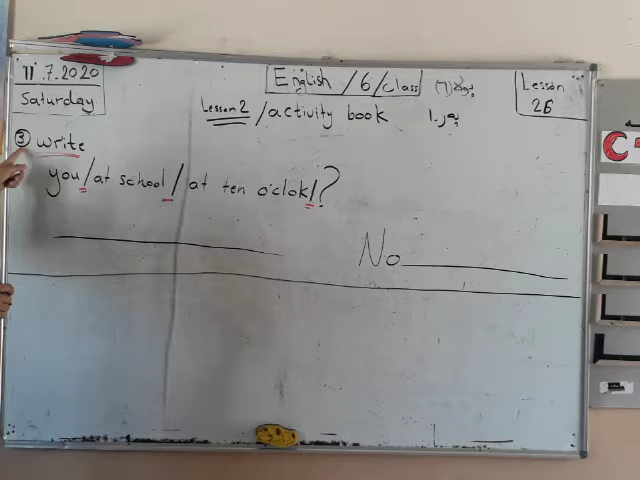 11.7.2020
Saturday
English / 6 / class
Lesson
26
Lesson 2 / activity book
③ write
you / at school / at ten o'clok / ?
No